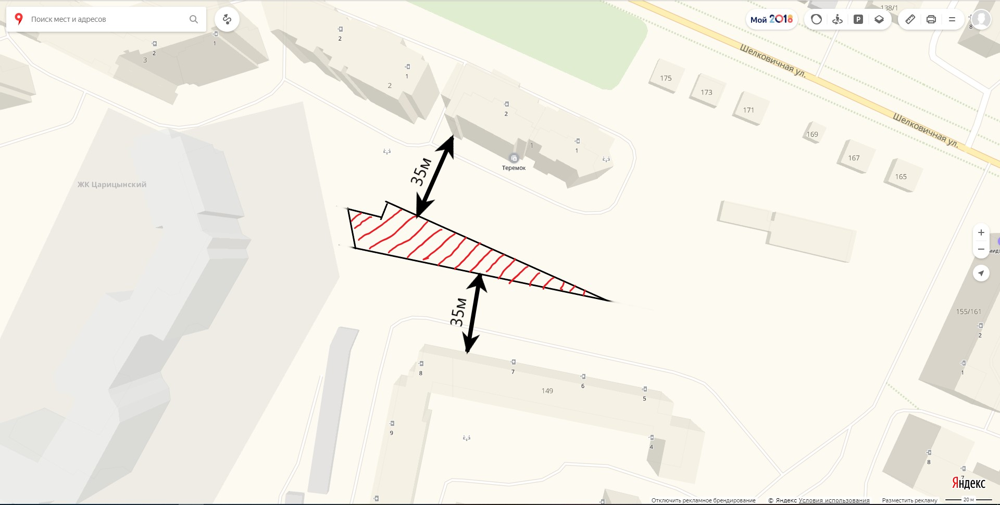 Поиск мест и адресов
Мой 2018
138/1
8
2
1
2
1
3
2
1
2
Шелковичная ул.
175
173
171
Шелковичная ул.
169
167
165
2
1
1
Теремок
ЖК Царицынский
35м
35м
155/161
2
1
8
7
6
5
149
9
4
8
7
Яндекс
Отключить рекламное брендирование
© Яндекс Условия использования
Разместить рекламу
20 м